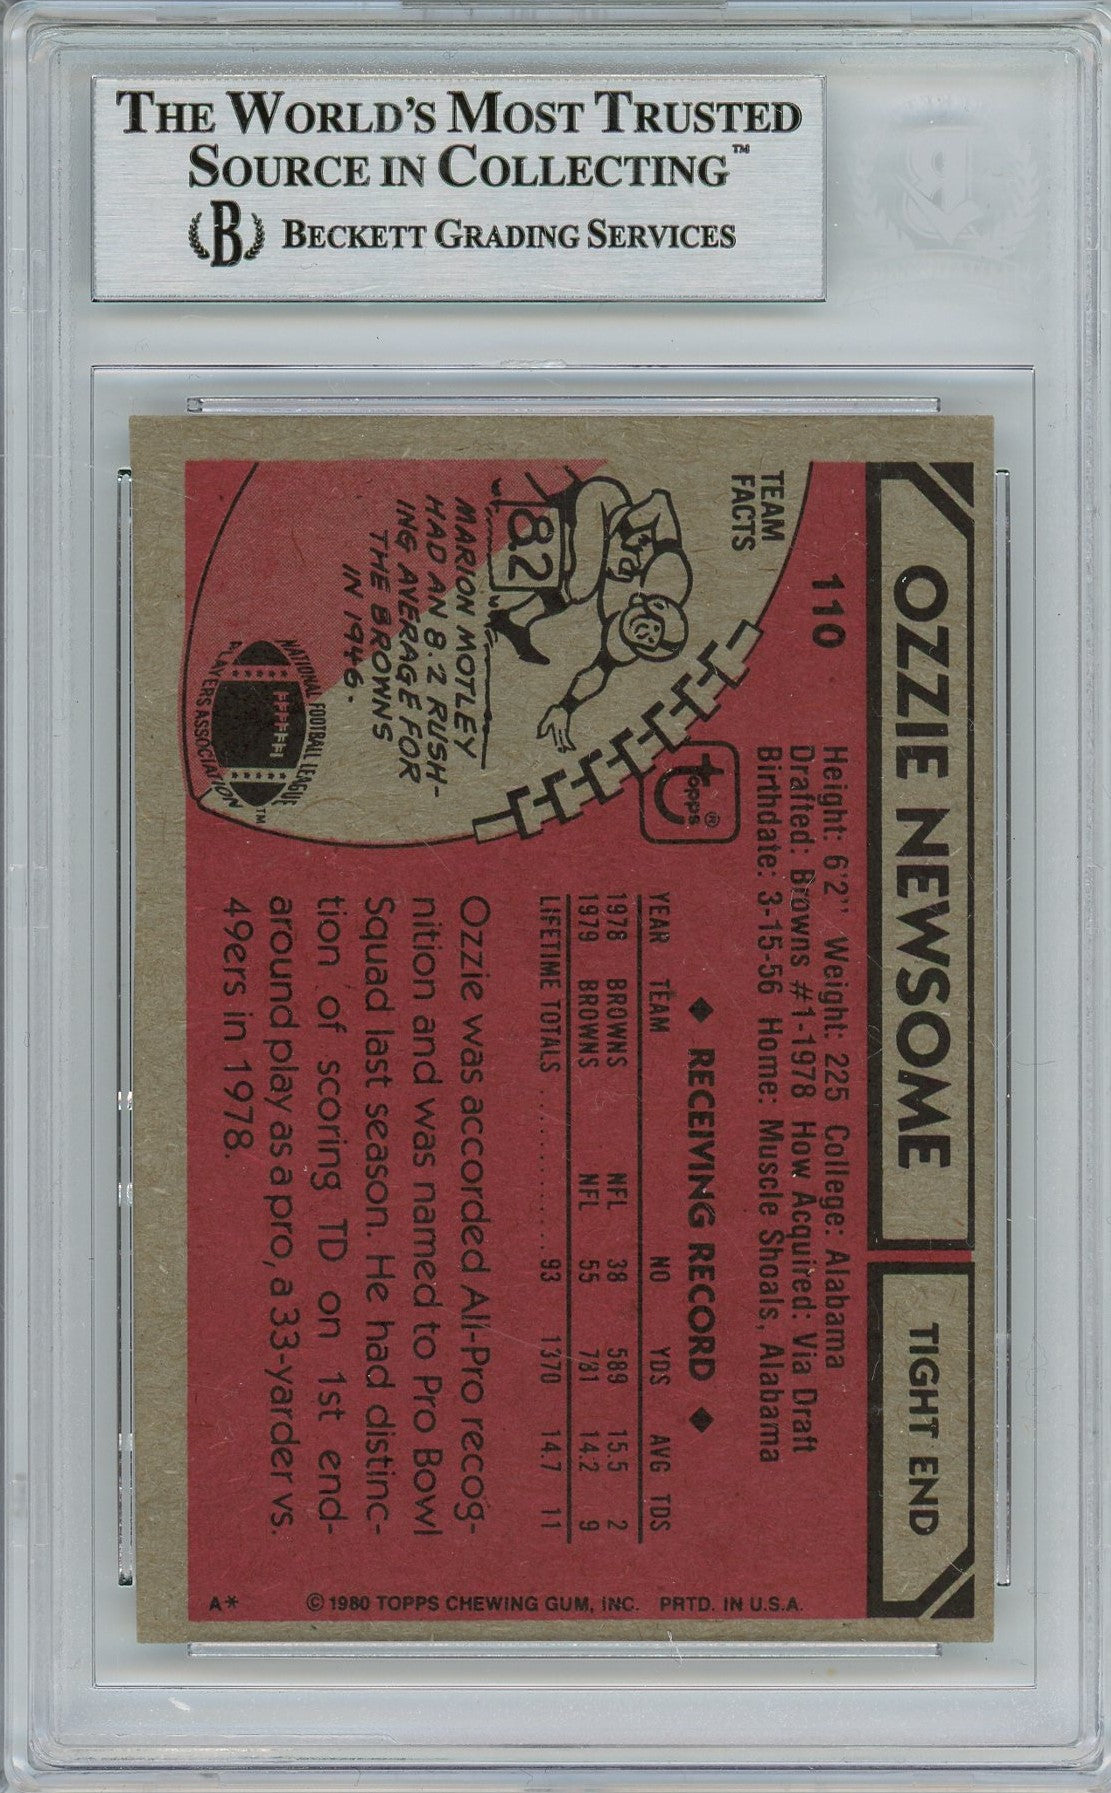 THE WORLD'S MOST TRUSTED
SOURCE IN COLLECTING™
B BECKETT GRADING SERVICES
OZZIE NEWSOME
TIGHT END
110
Height: 6'2" Weight: 225 College: Alabama
Drafted: Browns #1-1978 How Acquired: Via Draft
Birthdate: 3-15-56 Home: Muscle Shoals, Alabama
topps®
TEAM
FACTS
82
MARION MOTLEY
HAD AN 8.2 RUSH-
ING AVERAGE FOR
THE BROWNS
IN 1946.
NATIONAL FOOTBALL LEAGUE
PLAYERS ASSOCIATION™
◆ RECEIVING RECORD ◆
YEAR TEAM NO YDS AVG TDS
1978 BROWNS NFL 38 589 15.5 2
1979 BROWNS NFL 55 781 14.2 9
LIFETIME TOTALS ................ 93 1370 14.7 11
Ozzie was accorded All-Pro recog-
nition and was named to Pro Bowl
Squad last season. He had distinc-
tion of scoring TD on 1st end-
around play as a pro, a 33-yarder vs.
49ers in 1978.
A* © 1980 TOPPS CHEWING GUM, INC. PRTD. IN U.S.A.